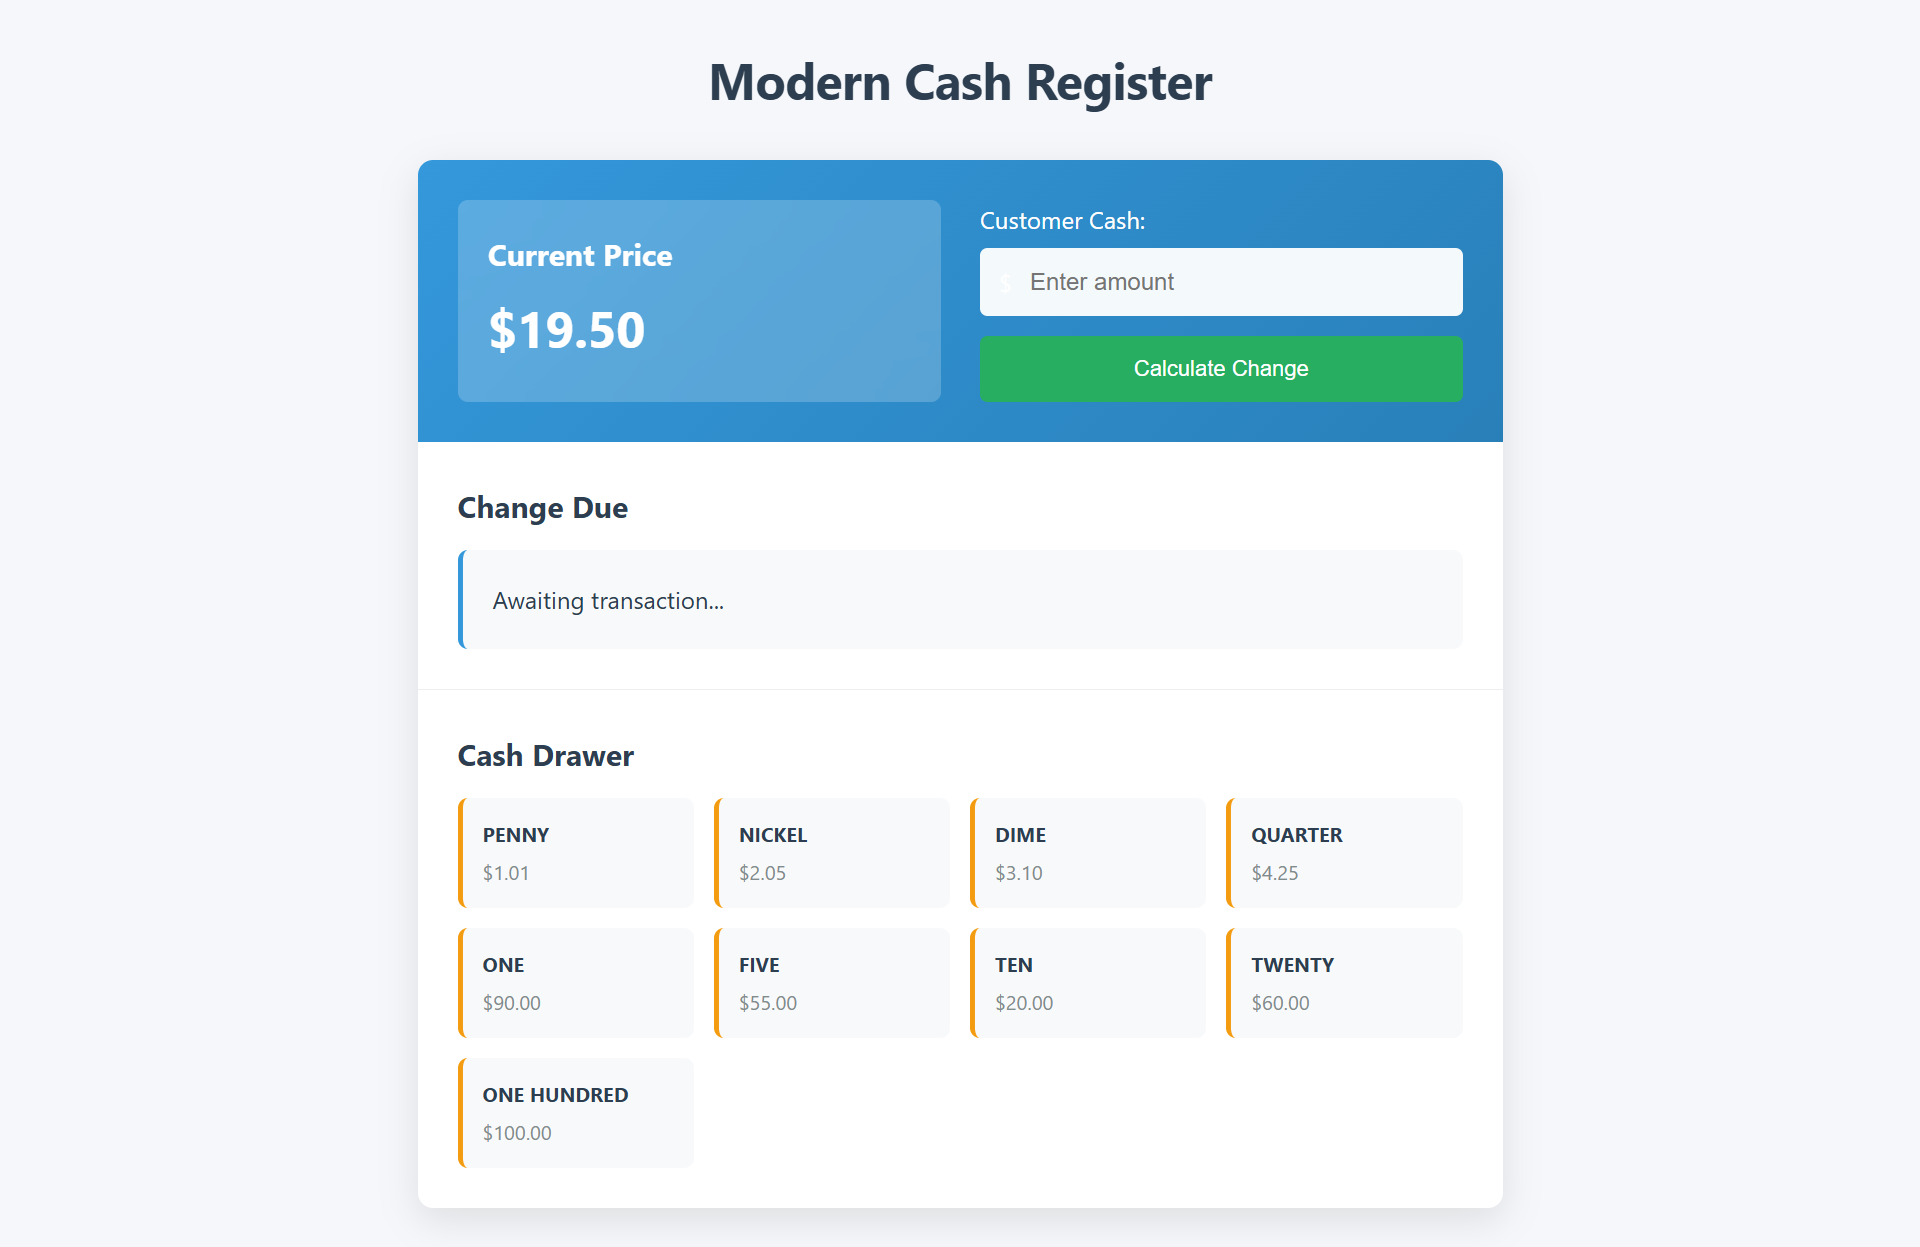 Modern Cash Register
Current Price
$19.50
Customer Cash:
$ Enter amount
Calculate Change
Change Due
Awaiting transaction...
Cash Drawer
PENNY
$1.01
NICKEL
$2.05
DIME
$3.10
QUARTER
$4.25
ONE
$90.00
FIVE
$55.00
TEN
$20.00
TWENTY
$60.00
ONE HUNDRED
$100.00